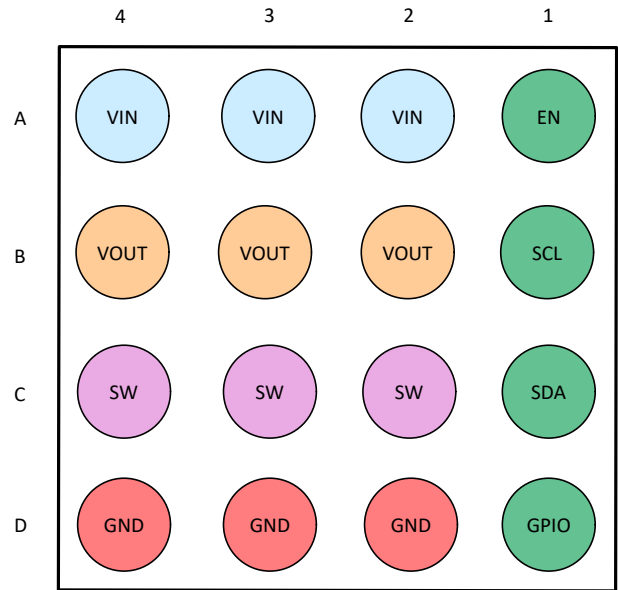 4 3 2 1
A VIN VIN VIN EN
B VOUT VOUT VOUT SCL
C SW SW SW SDA
D GND GND GND GPIO